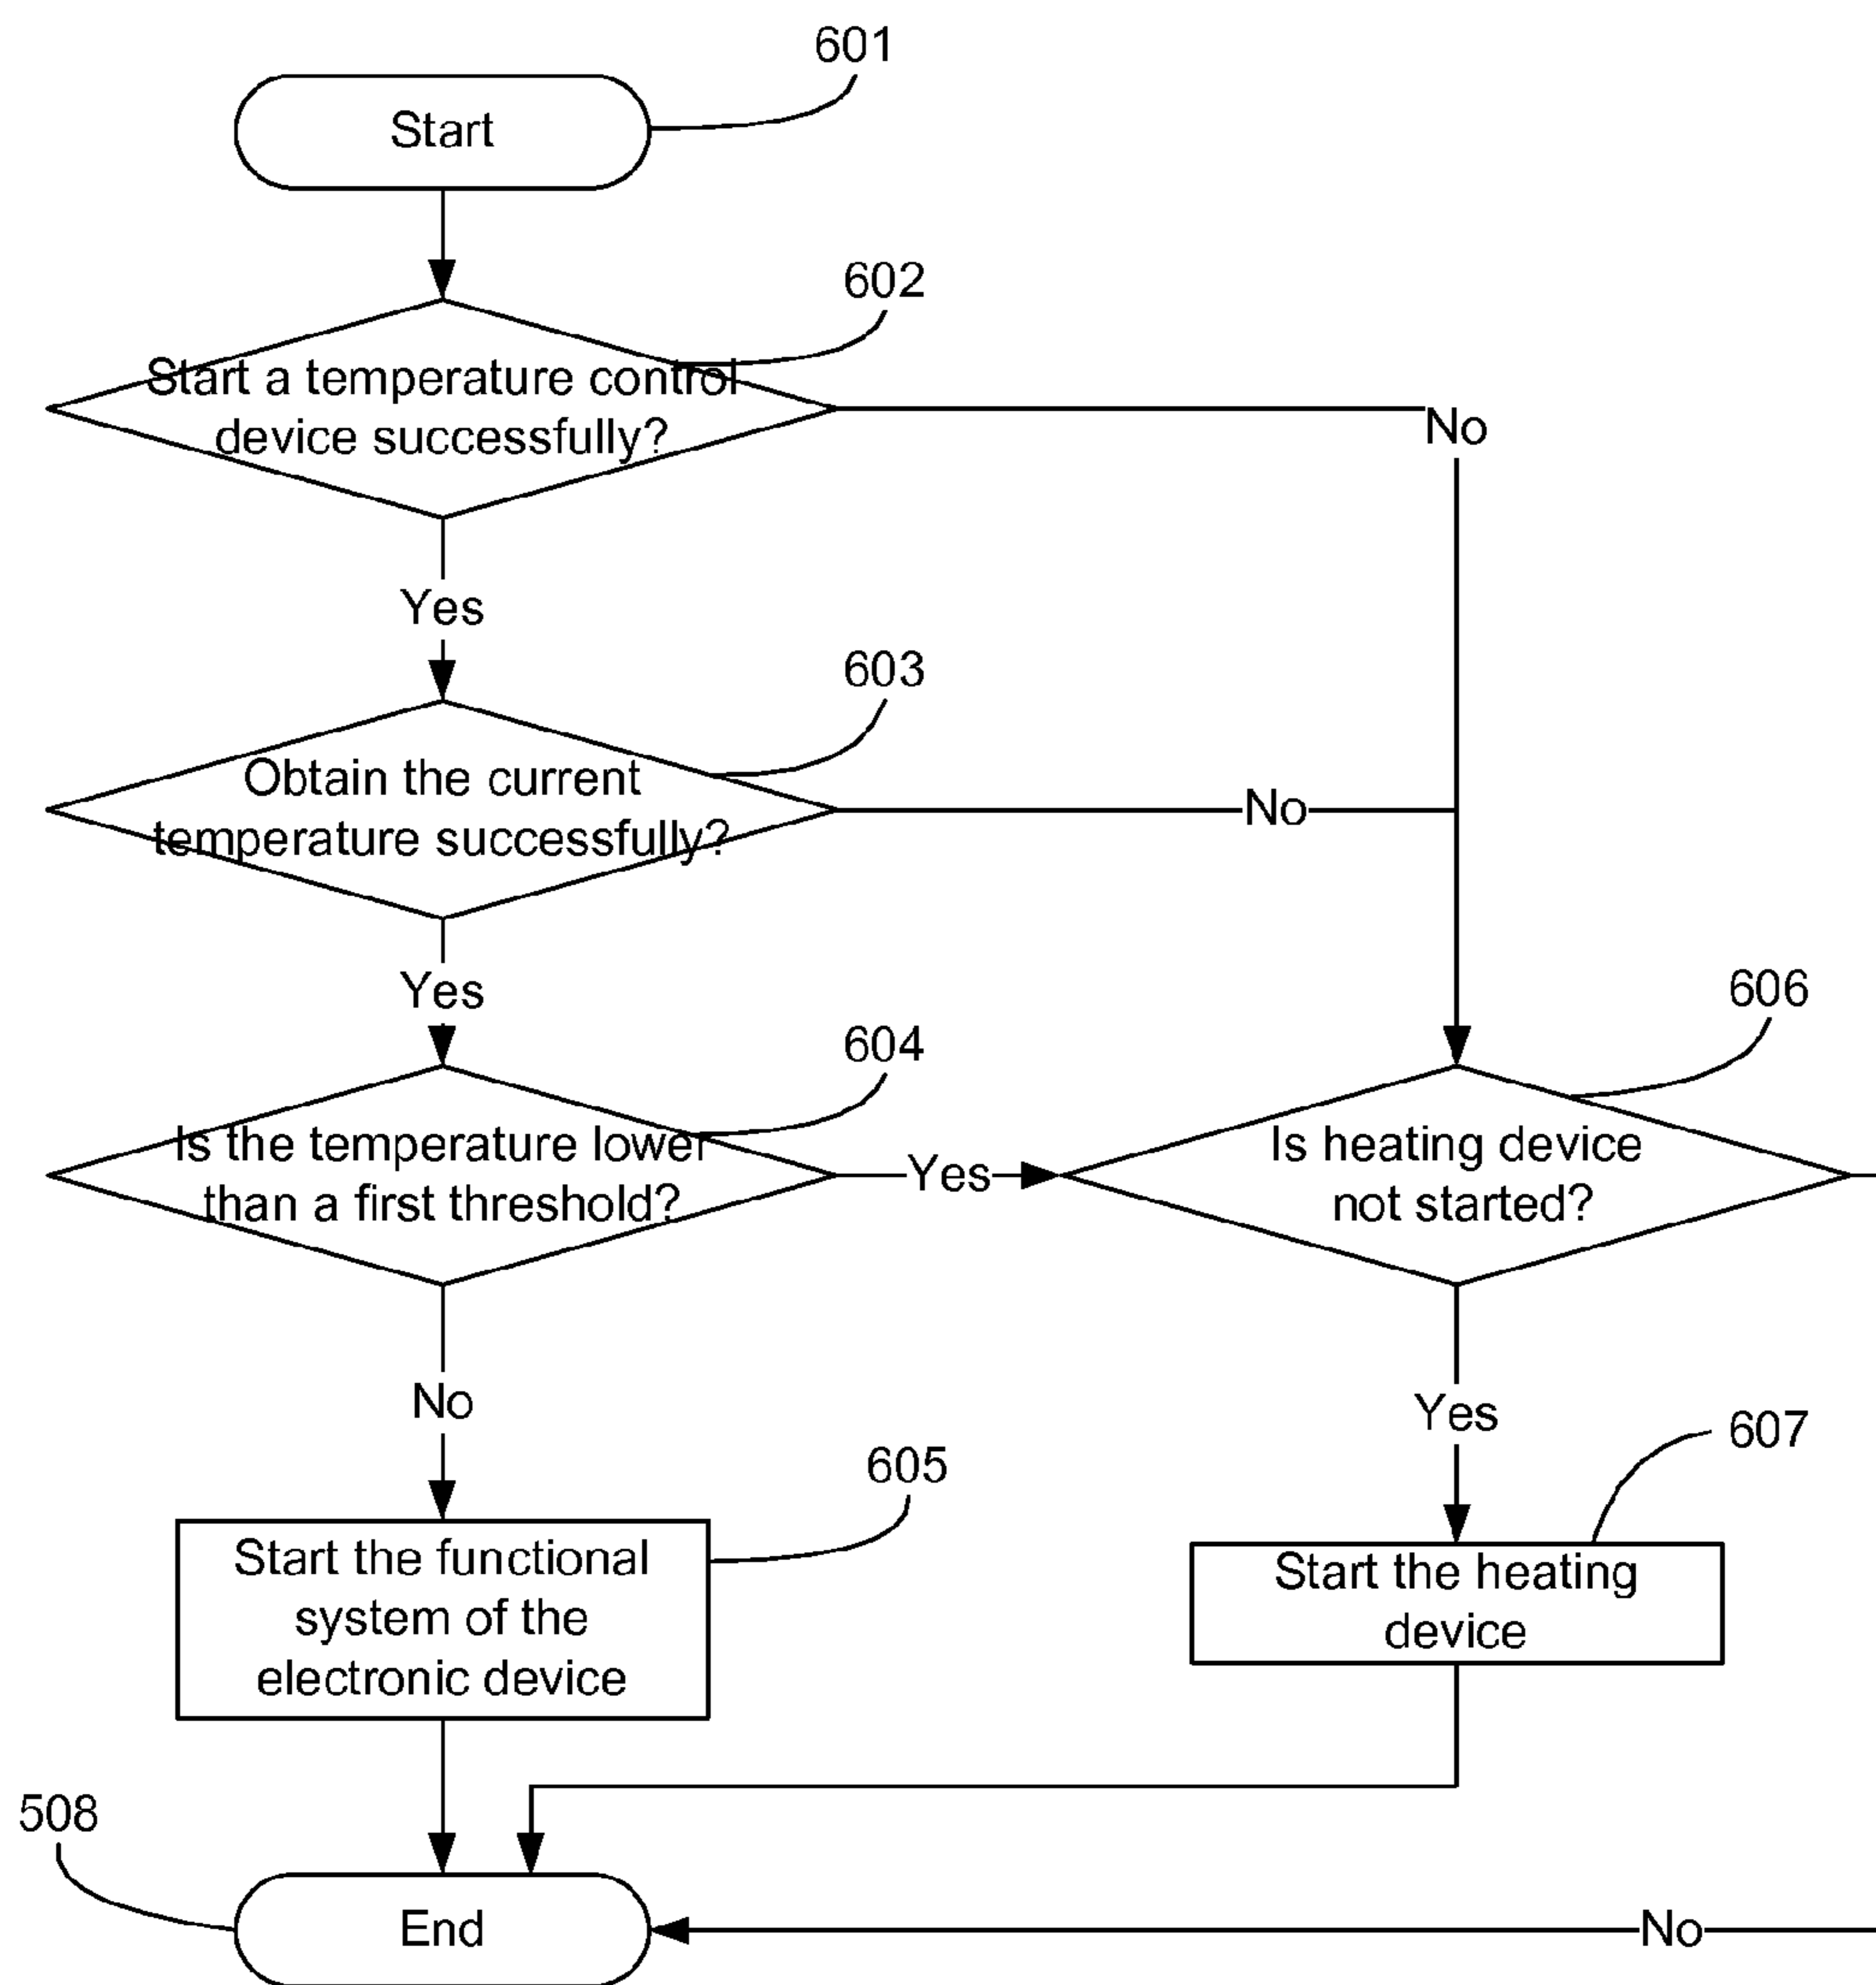 601
Start
602
Start a temperature control
device successfully?
No
Yes
603
Obtain the current
temperature successfully?
No
Yes
604
606
Is the temperature lower
than a first threshold?
Yes
Is heating device
not started?
No
Yes
605
607
Start the functional
system of the
electronic device
Start the heating
device
508
End
No